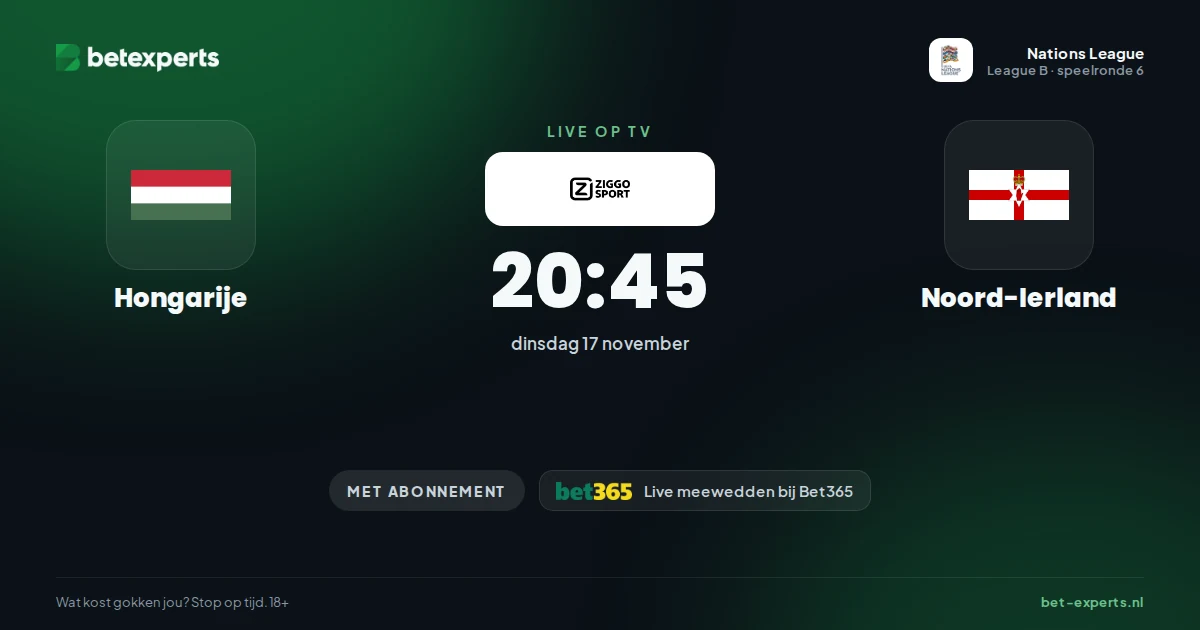 betexperts
Nations League
League B · speelronde 6
LIVE OP TV
ZIGGO
SPORT
20:45
dinsdag 17 november
Hongarije
Noord-Ierland
MET ABONNEMENT
bet365 Live meewedden bij Bet365
Wat kost gokken jou? Stop op tijd. 18+
bet-experts.nl